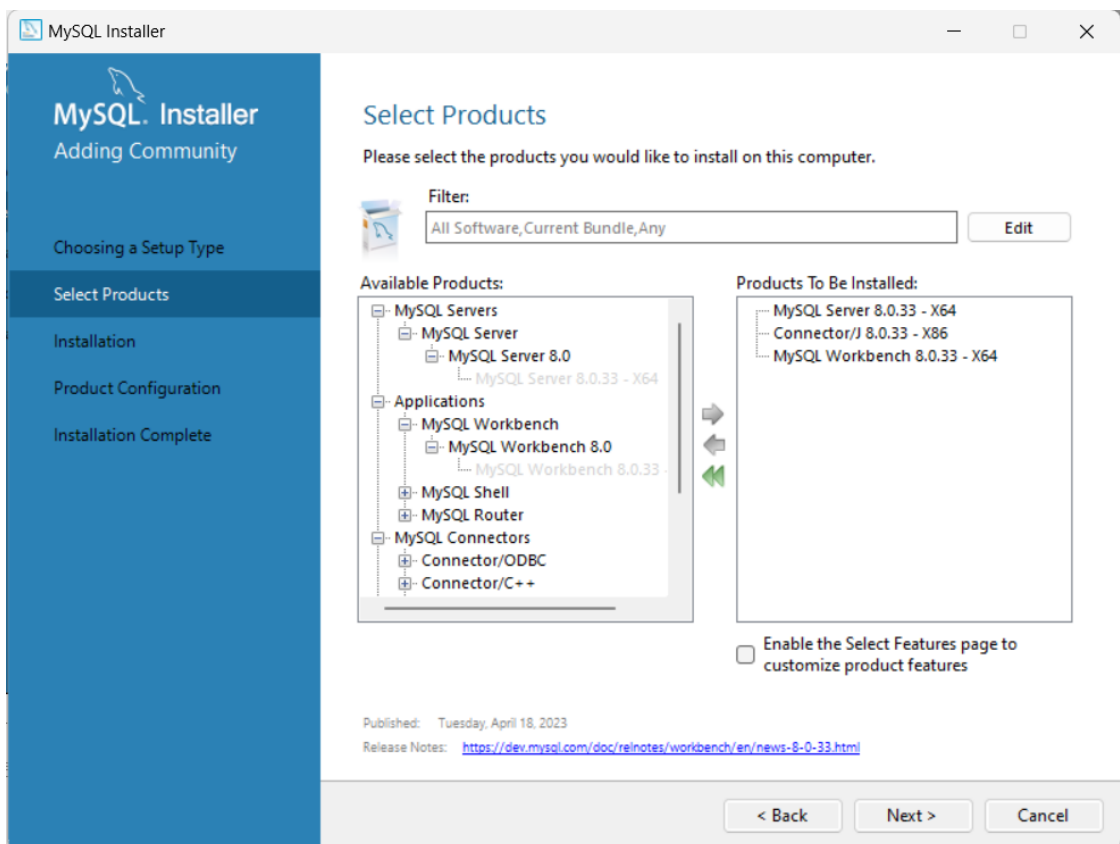 MySQL Installer
MySQL. Installer
Adding Community
Choosing a Setup Type
Select Products
Installation
Product Configuration
Installation Complete
Select Products
Please select the products you would like to install on this computer.
Filter:
All Software,Current Bundle,Any
Edit
Available Products:
MySQL Servers
MySQL Server
MySQL Server 8.0
MySQL Server 8.0.33 - X64
Applications
MySQL Workbench
MySQL Workbench 8.0
MySQL Workbench 8.0.33 -
MySQL Shell
MySQL Router
MySQL Connectors
Connector/ODBC
Connector/C++
Products To Be Installed:
MySQL Server 8.0.33 - X64
Connector/J 8.0.33 - X86
MySQL Workbench 8.0.33 - X64
Enable the Select Features page to
customize product features
Published: Tuesday, April 18, 2023
Release Notes: https://dev.mysql.com/doc/relnotes/workbench/en/news-8-0-33.html
< Back
Next >
Cancel